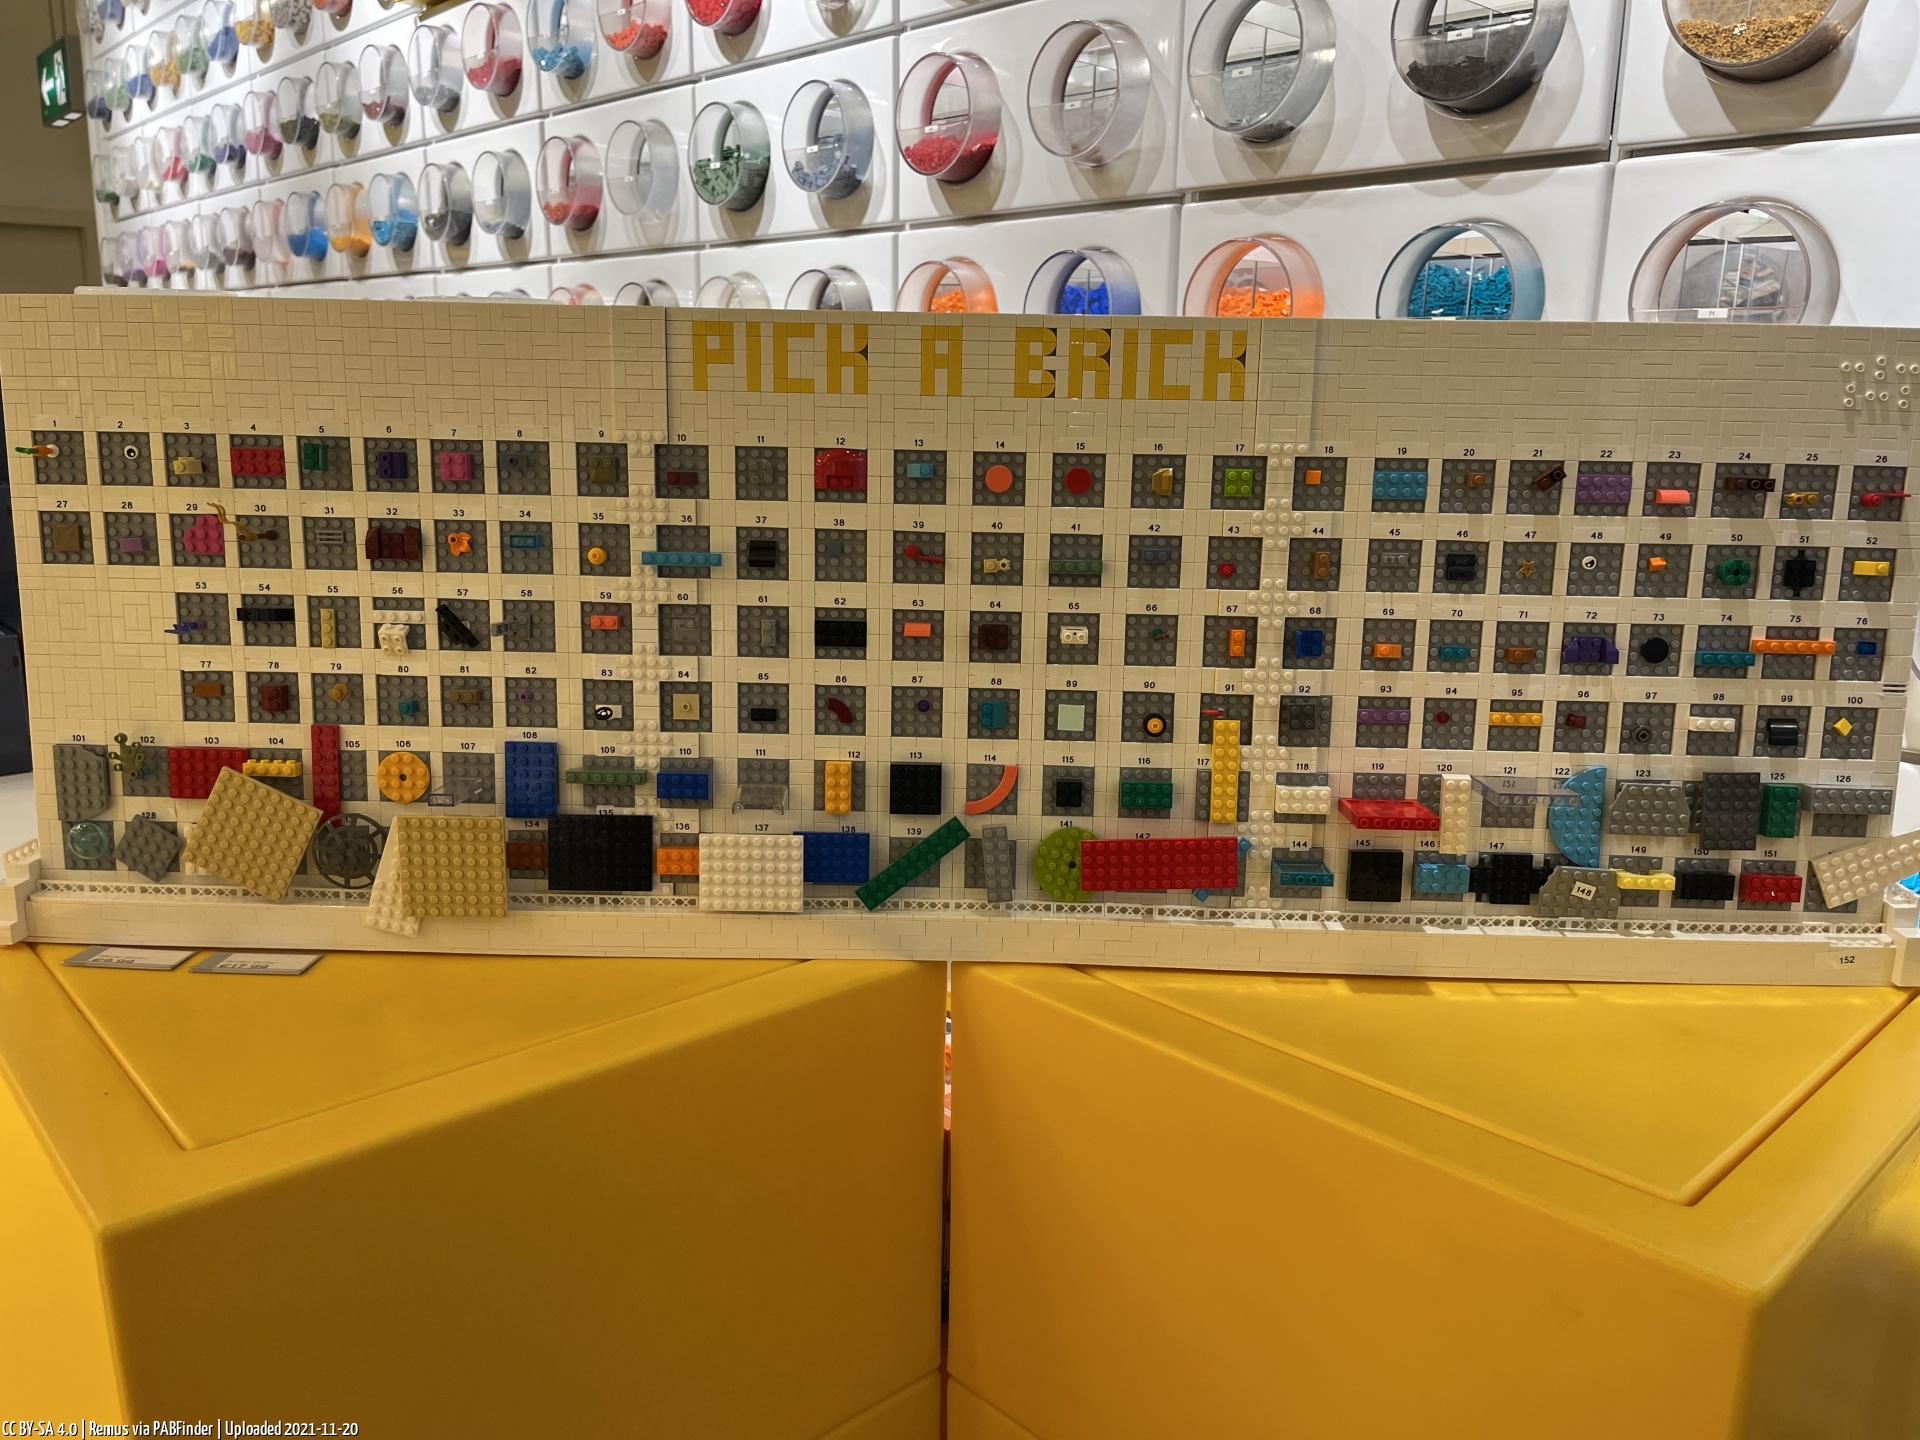 PICK A BRICK
1 2 3 4 5 6 7 8 9 10 11 12 13 14 15 16 17 18 19 20 21 22 23 24 25 26
27 28 29 30 31 32 33 34 35 36 37 38 39 40 41 42 43 44 45 46 47 48 49 50 51 52
53 54 55 56 57 58 59 60 61 62 63 64 65 66 67 68 69 70 71 72 73 74 75 76
77 78 79 80 81 82 83 84 85 86 87 88 89 90 91 92 93 94 95 96 97 98 99 100
101 102 103 104 105 106 107 108 109 110 111 112 113 114 115 116 117 118 119 120 121 122 123 125 126
128 134 135 136 137 138 139 141 142 144 145 146 147 148 149 150 151
152
£9.99 £17.99
CC BY-SA 4.0 | Remus via PABFinder | Uploaded 2021-11-20